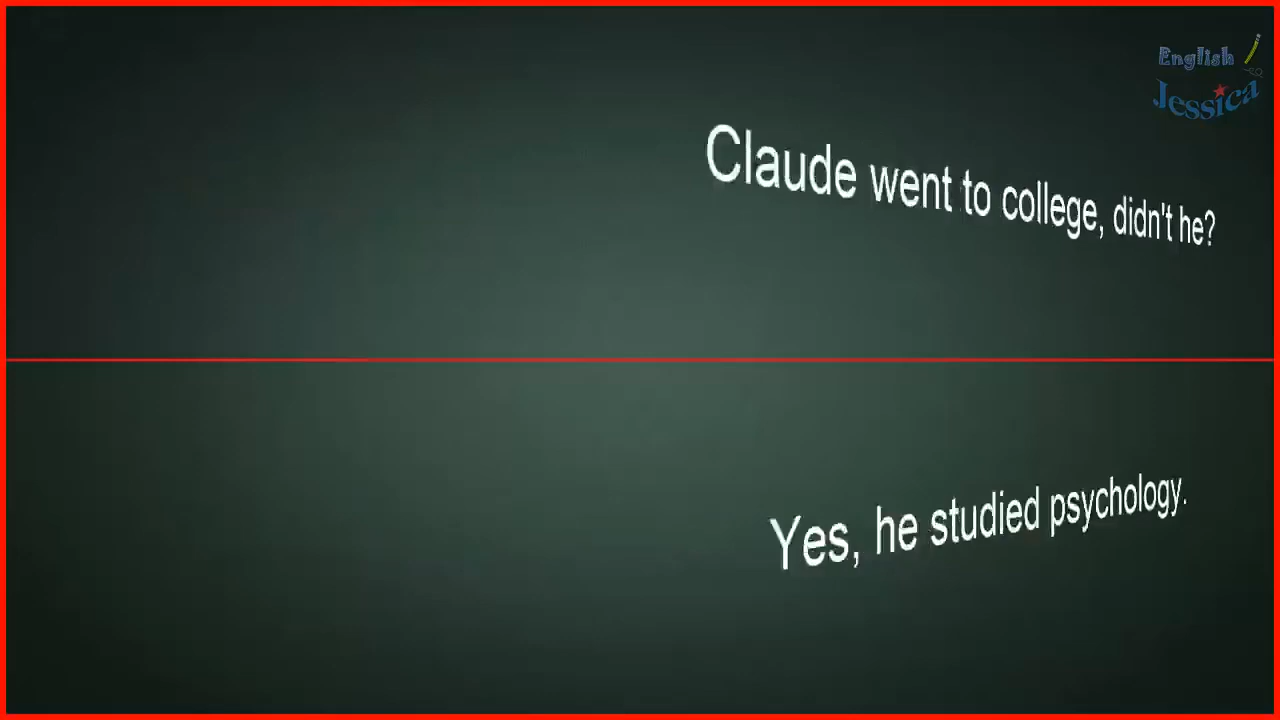 English
Jessica
Claude went to college, didn't he?
Yes, he studied psychology.